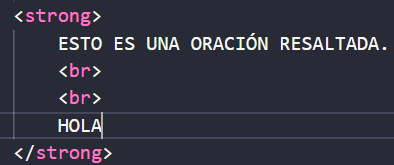 <strong>
ESTO ES UNA ORACIÓN RESALTADA.
<br>
<br>
HOLA
</strong>